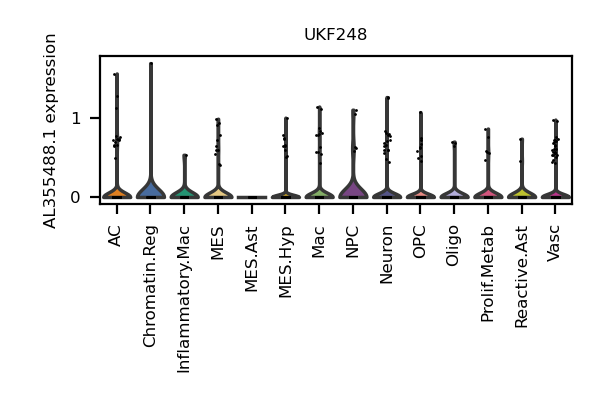 UKF248
AL355488.1 expression
1
0
AC
Chromatin.Reg
Inflammatory.Mac
MES
MES.Ast
MES.Hyp
Mac
NPC
Neuron
OPC
Oligo
Prolif.Metab
Reactive.Ast
Vasc